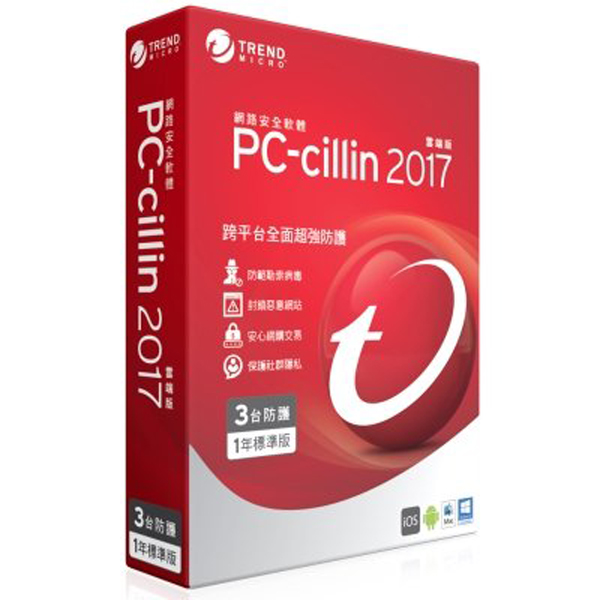 TREND
MICRO
網路安全軟體
PC-cillin 2017
雲端版
跨平台全面超強防護
防範勒索病毒
封鎖惡意網站
安心網購交易
保護社群隱私
3台防護
1年標準版
iOS
Mac
Windows
TREND
MICRO
網路安全軟體
PC-cillin 2017
雲端版
3台防護
1年標準版